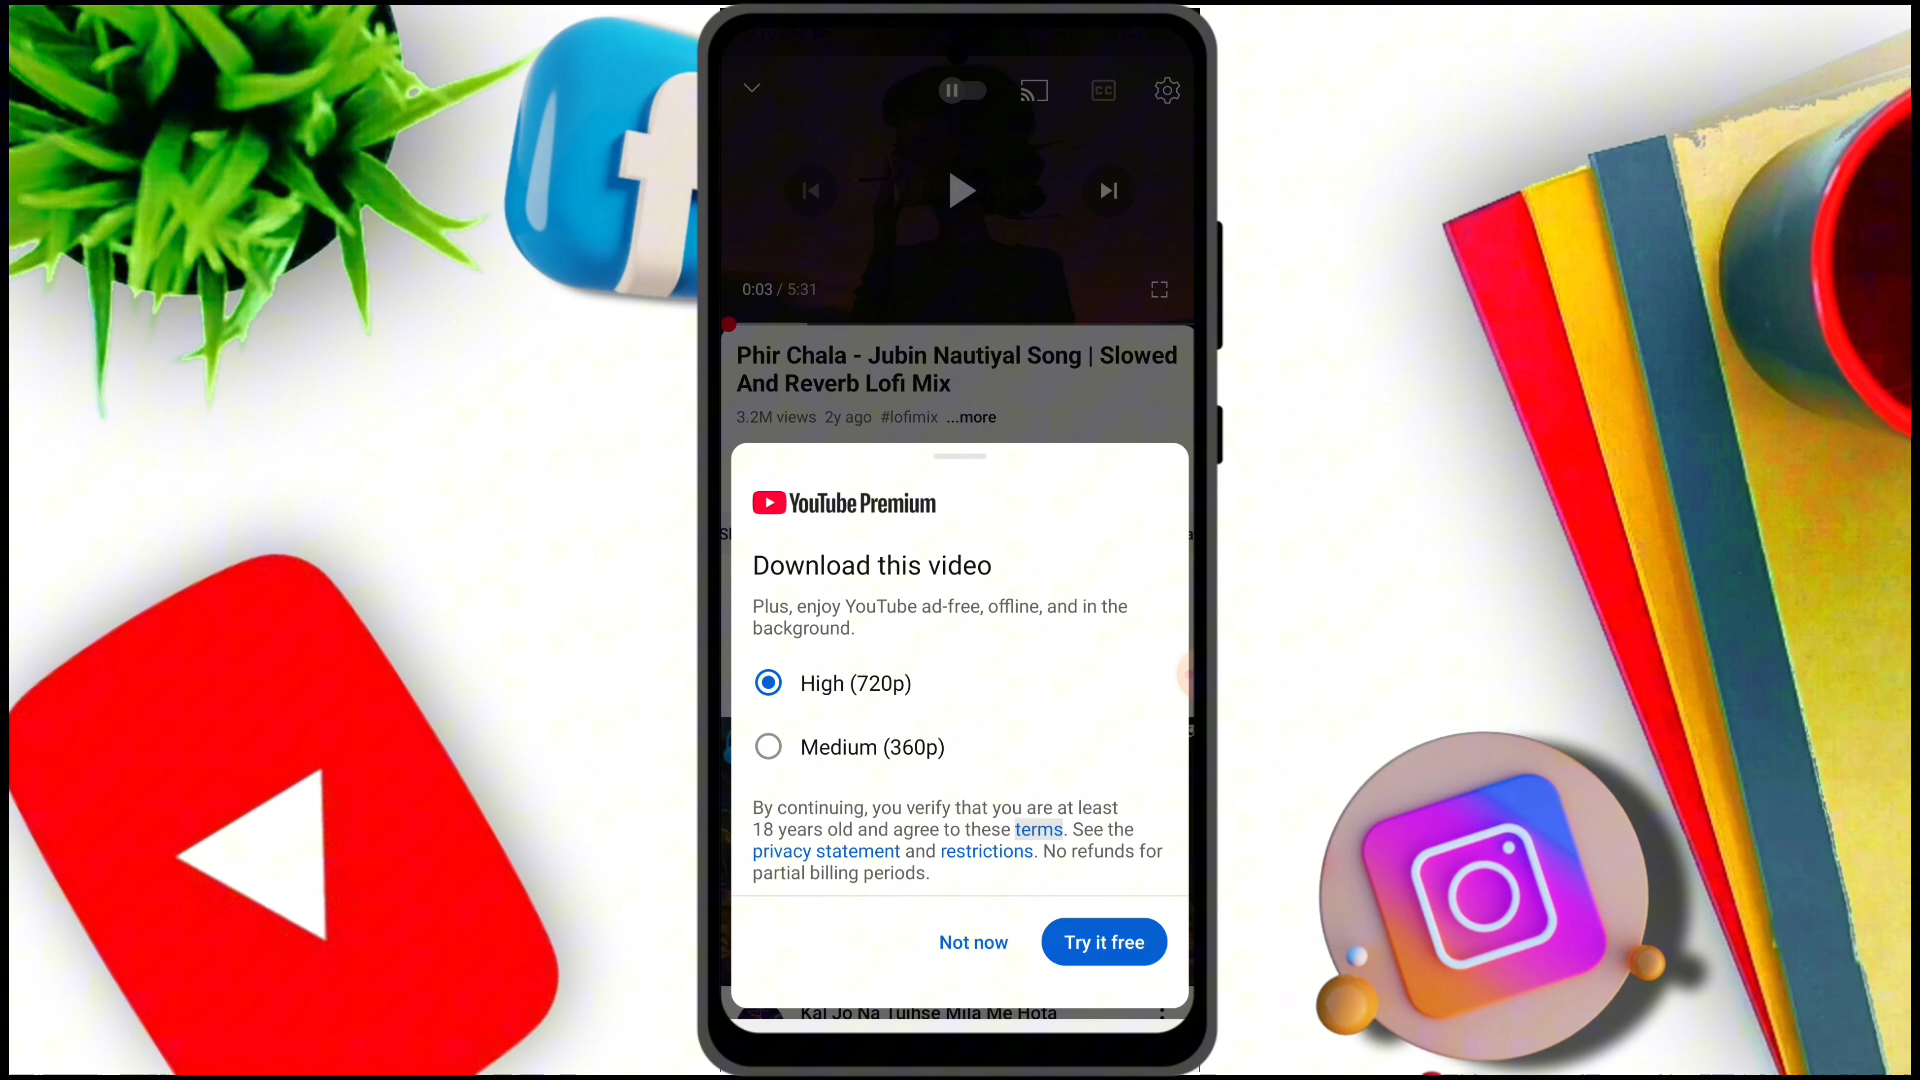 CC
0:03 / 5:31
Phir Chala - Jubin Nautiyal Song | Slowed
And Reverb Lofi Mix
3.2M views 2y ago #lofimix ...more
YouTube Premium
Download this video
Plus, enjoy YouTube ad-free, offline, and in the
background.
High (720p)
Medium (360p)
By continuing, you verify that you are at least
18 years old and agree to these terms. See the
privacy statement and restrictions. No refunds for
partial billing periods.
Not now
Try it free
Kal Jo Na Tujhse Mila Me Hota